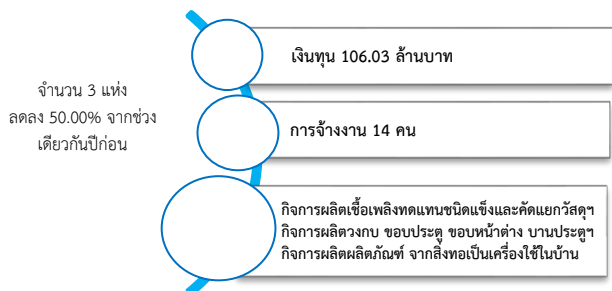 จำนวน 3 แห่ง
ลดลง 50.00% จากช่วง
เดียวกันปีก่อน
เงินทุน 106.03 ล้านบาท
การจ้างงาน 14 คน
กิจการผลิตเชื้อเพลิงทดแทนชนิดแข็งและคัดแยกวัสดุฯ
กิจการผลิตวงกบ ขอบประตู ขอบหน้าต่าง บานประตูฯ
กิจการผลิตผลิตภัณฑ์ จากสิ่งทอเป็นเครื่องใช้ในบ้าน